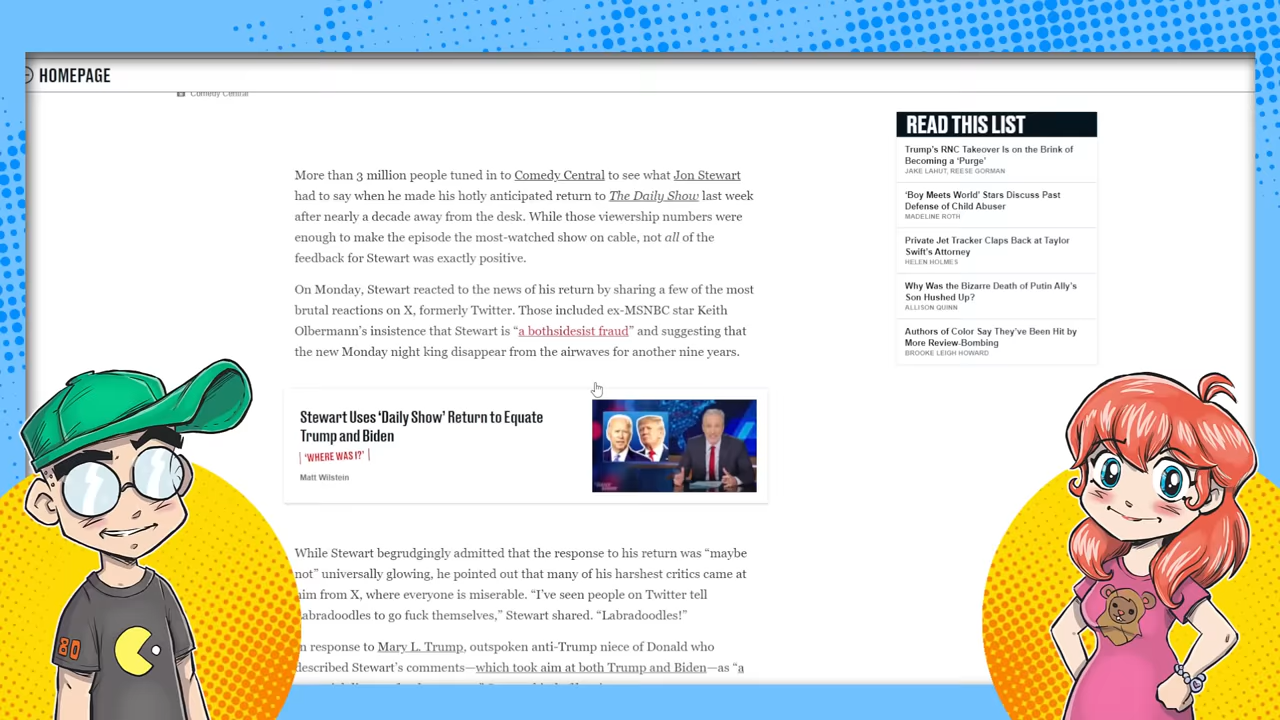 HOMEPAGE
Comedy Central
More than 3 million people tuned in to Comedy Central to see what Jon Stewart
had to say when he made his hotly anticipated return to The Daily Show last week
after nearly a decade away from the desk. While those viewership numbers were
enough to make the episode the most-watched show on cable, not all of the
feedback for Stewart was exactly positive.
On Monday, Stewart reacted to the news of his return by sharing a few of the most
brutal reactions on X, formerly Twitter. Those included ex-MSNBC star Keith
Olbermann's insistence that Stewart is “a bothsidesist fraud” and suggesting that
the new Monday night king disappear from the airwaves for another nine years.
Stewart Uses ‘Daily Show’ Return to Equate
Trump and Biden
‘WHERE WAS I?’
Matt Wilstein
While Stewart begrudgingly admitted that the response to his return was “maybe
not” universally glowing, he pointed out that many of his harshest critics came at
him from X, where everyone is miserable. “I've seen people on Twitter tell
Labradoodles to go fuck themselves,” Stewart shared. “Labradoodles!”
In response to Mary L. Trump, outspoken anti-Trump niece of Donald who
described Stewart's comments—which took aim at both Trump and Biden—as “a
READ THIS LIST
Trump's RNC Takeover Is on the Brink of
Becoming a ‘Purge’
JAKE LAHUT, REESE GORMAN
‘Boy Meets World’ Stars Discuss Past
Defense of Child Abuser
MADELINE ROTH
Private Jet Tracker Claps Back at Taylor
Swift's Attorney
HELEN HOLMES
Why Was the Bizarre Death of Putin Ally's
Son Hushed Up?
ALLISON QUINN
Authors of Color Say They've Been Hit by
More Review-Bombing
BROOKE LEIGH HOWARD
80